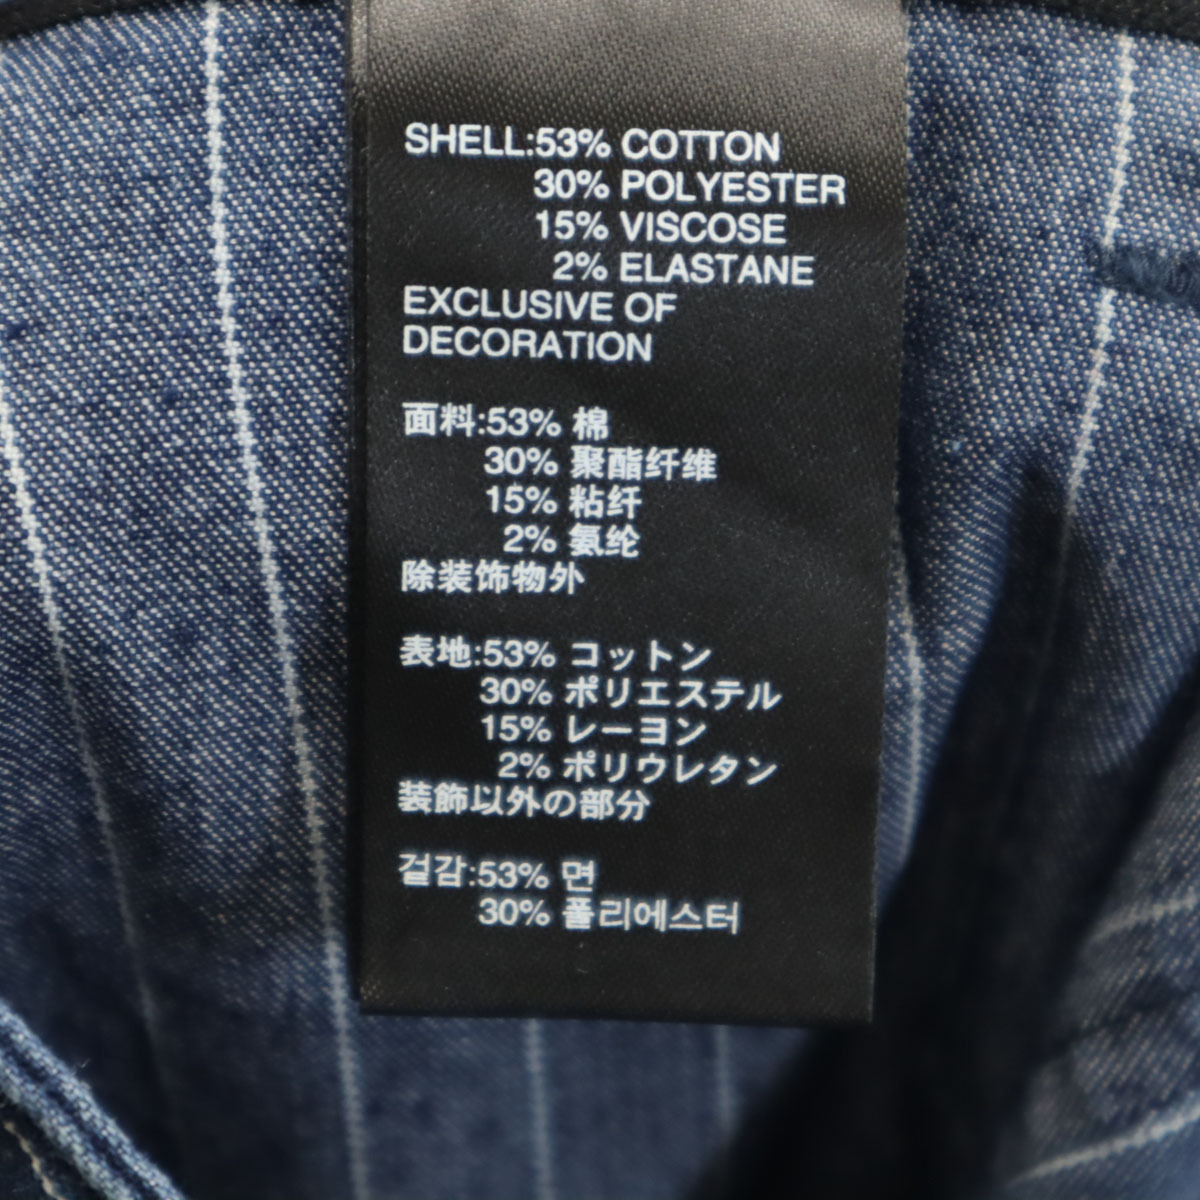 SHELL:53% COTTON
30% POLYESTER
15% VISCOSE
2% ELASTANE
EXCLUSIVE OF
DECORATION
面料:53% 棉
30% 聚酯纤维
15% 粘纤
2% 氨纶
除装饰物外
表地:53% コットン
30% ポリエステル
15% レーヨン
2% ポリウレタン
装飾以外の部分
겉감:53% 면
30% 폴리에스터